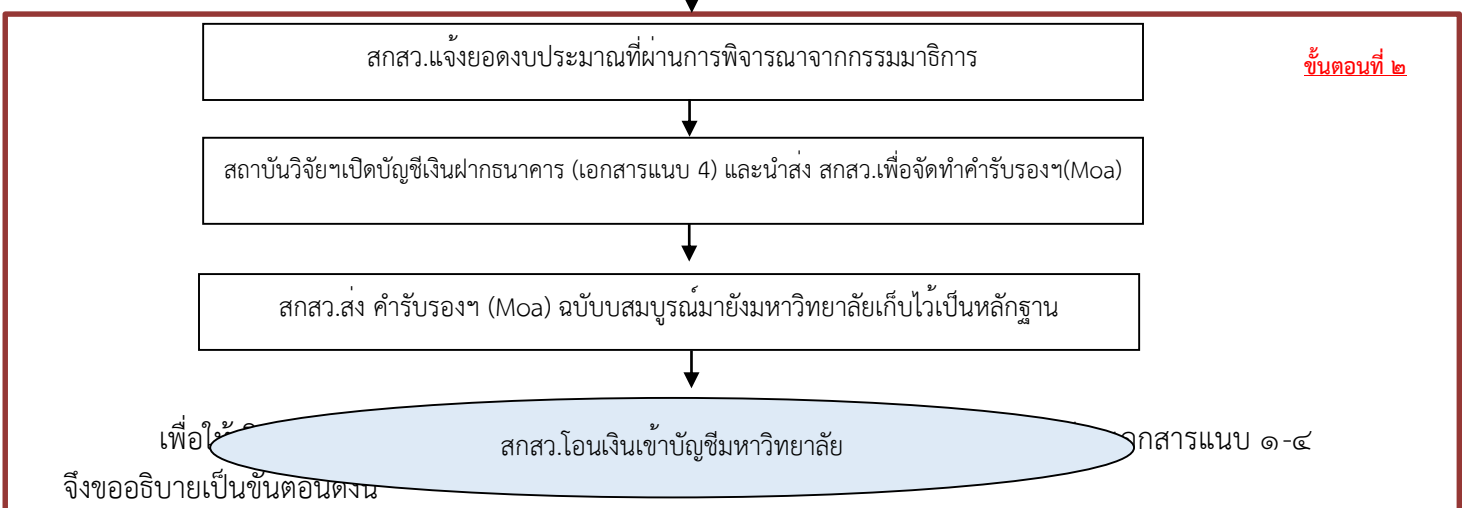 สกสว.แจ้งยอดงบประมาณที่ผ่านการพิจารณาจากกรรมมาธิการ
ขั้นตอนที่ ๒
สถาบันวิจัยฯเปิดบัญชีเงินฝากธนาคาร (เอกสารแนบ 4) และนำส่ง สกสว.เพื่อจัดทำคำรับรองฯ(Moa)
สกสว.ส่ง คำรับรองฯ (Moa) ฉบับบสมบูรณ์มายังมหาวิทยาลัยเก็บไว้เป็นหลักฐาน
เพื่อให้
สกสว.โอนเงินเข้าบัญชีมหาวิทยาลัย
กสารแนบ ๑-๔
จึงขออธิบายเป็นขั้นตอนดังนี้